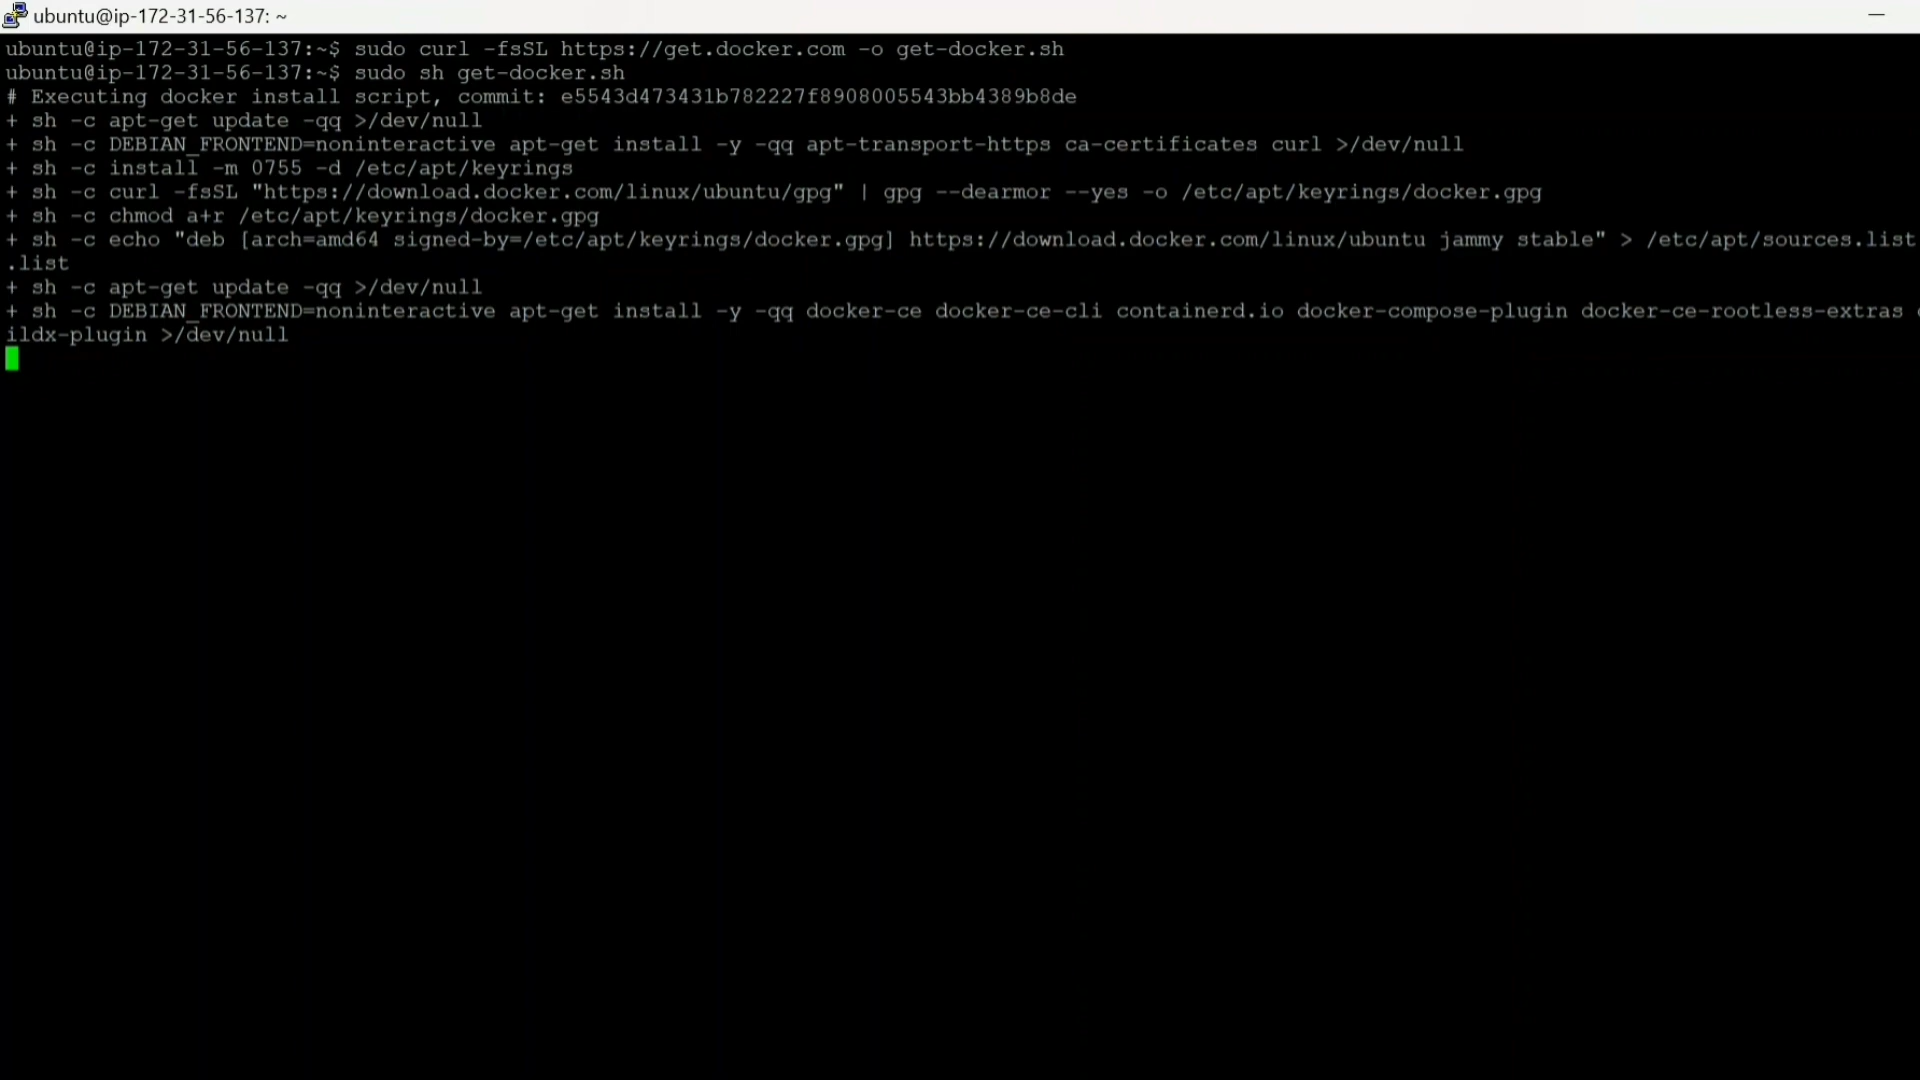 ubuntu@ip-172-31-56-137: ~
ubuntu@ip-172-31-56-137:~$ sudo curl -fsSL https://get.docker.com -o get-docker.sh
ubuntu@ip-172-31-56-137:~$ sudo sh get-docker.sh
# Executing docker install script, commit: e5543d473431b782227f8908005543bb4389b8de
+ sh -c apt-get update -qq >/dev/null
+ sh -c DEBIAN_FRONTEND=noninteractive apt-get install -y -qq apt-transport-https ca-certificates curl >/dev/null
+ sh -c install -m 0755 -d /etc/apt/keyrings
+ sh -c curl -fsSL "https://download.docker.com/linux/ubuntu/gpg" | gpg --dearmor --yes -o /etc/apt/keyrings/docker.gpg
+ sh -c chmod a+r /etc/apt/keyrings/docker.gpg
+ sh -c echo "deb [arch=amd64 signed-by=/etc/apt/keyrings/docker.gpg] https://download.docker.com/linux/ubuntu jammy stable" > /etc/apt/sources.list
.list
+ sh -c apt-get update -qq >/dev/null
+ sh -c DEBIAN_FRONTEND=noninteractive apt-get install -y -qq docker-ce docker-ce-cli containerd.io docker-compose-plugin docker-ce-rootless-extras
ildx-plugin >/dev/null